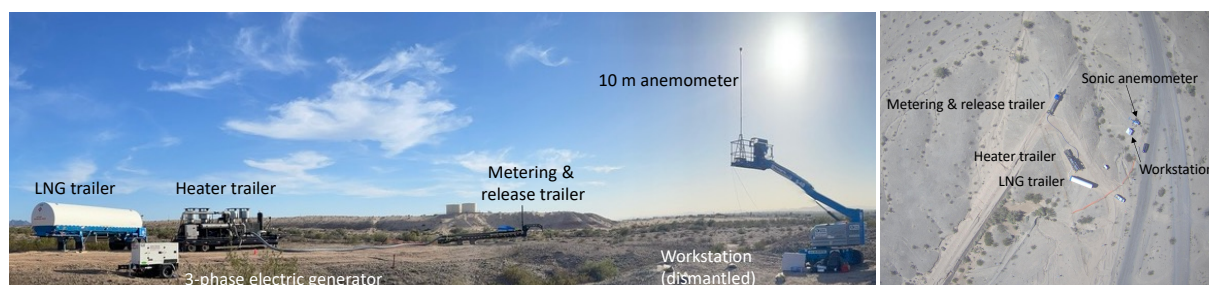 10 m anemometer
LNG trailer
Heater trailer
Metering &
release trailer
3-phase electric generator
Workstation
(dismantled)
Sonic anemometer
Metering & release trailer
Heater trailer
LNG trailer
Workstation